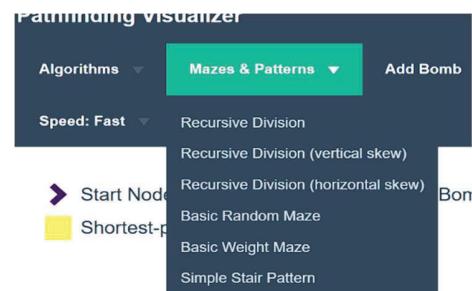 Pathfinding Visualizer
Algorithms Mazes & Patterns Add Bomb
Speed: Fast
Recursive Division
Recursive Division (vertical skew)
Start Node
Recursive Division (horizontal skew)
Bom
Shortest-p
Basic Random Maze
Basic Weight Maze
Simple Stair Pattern